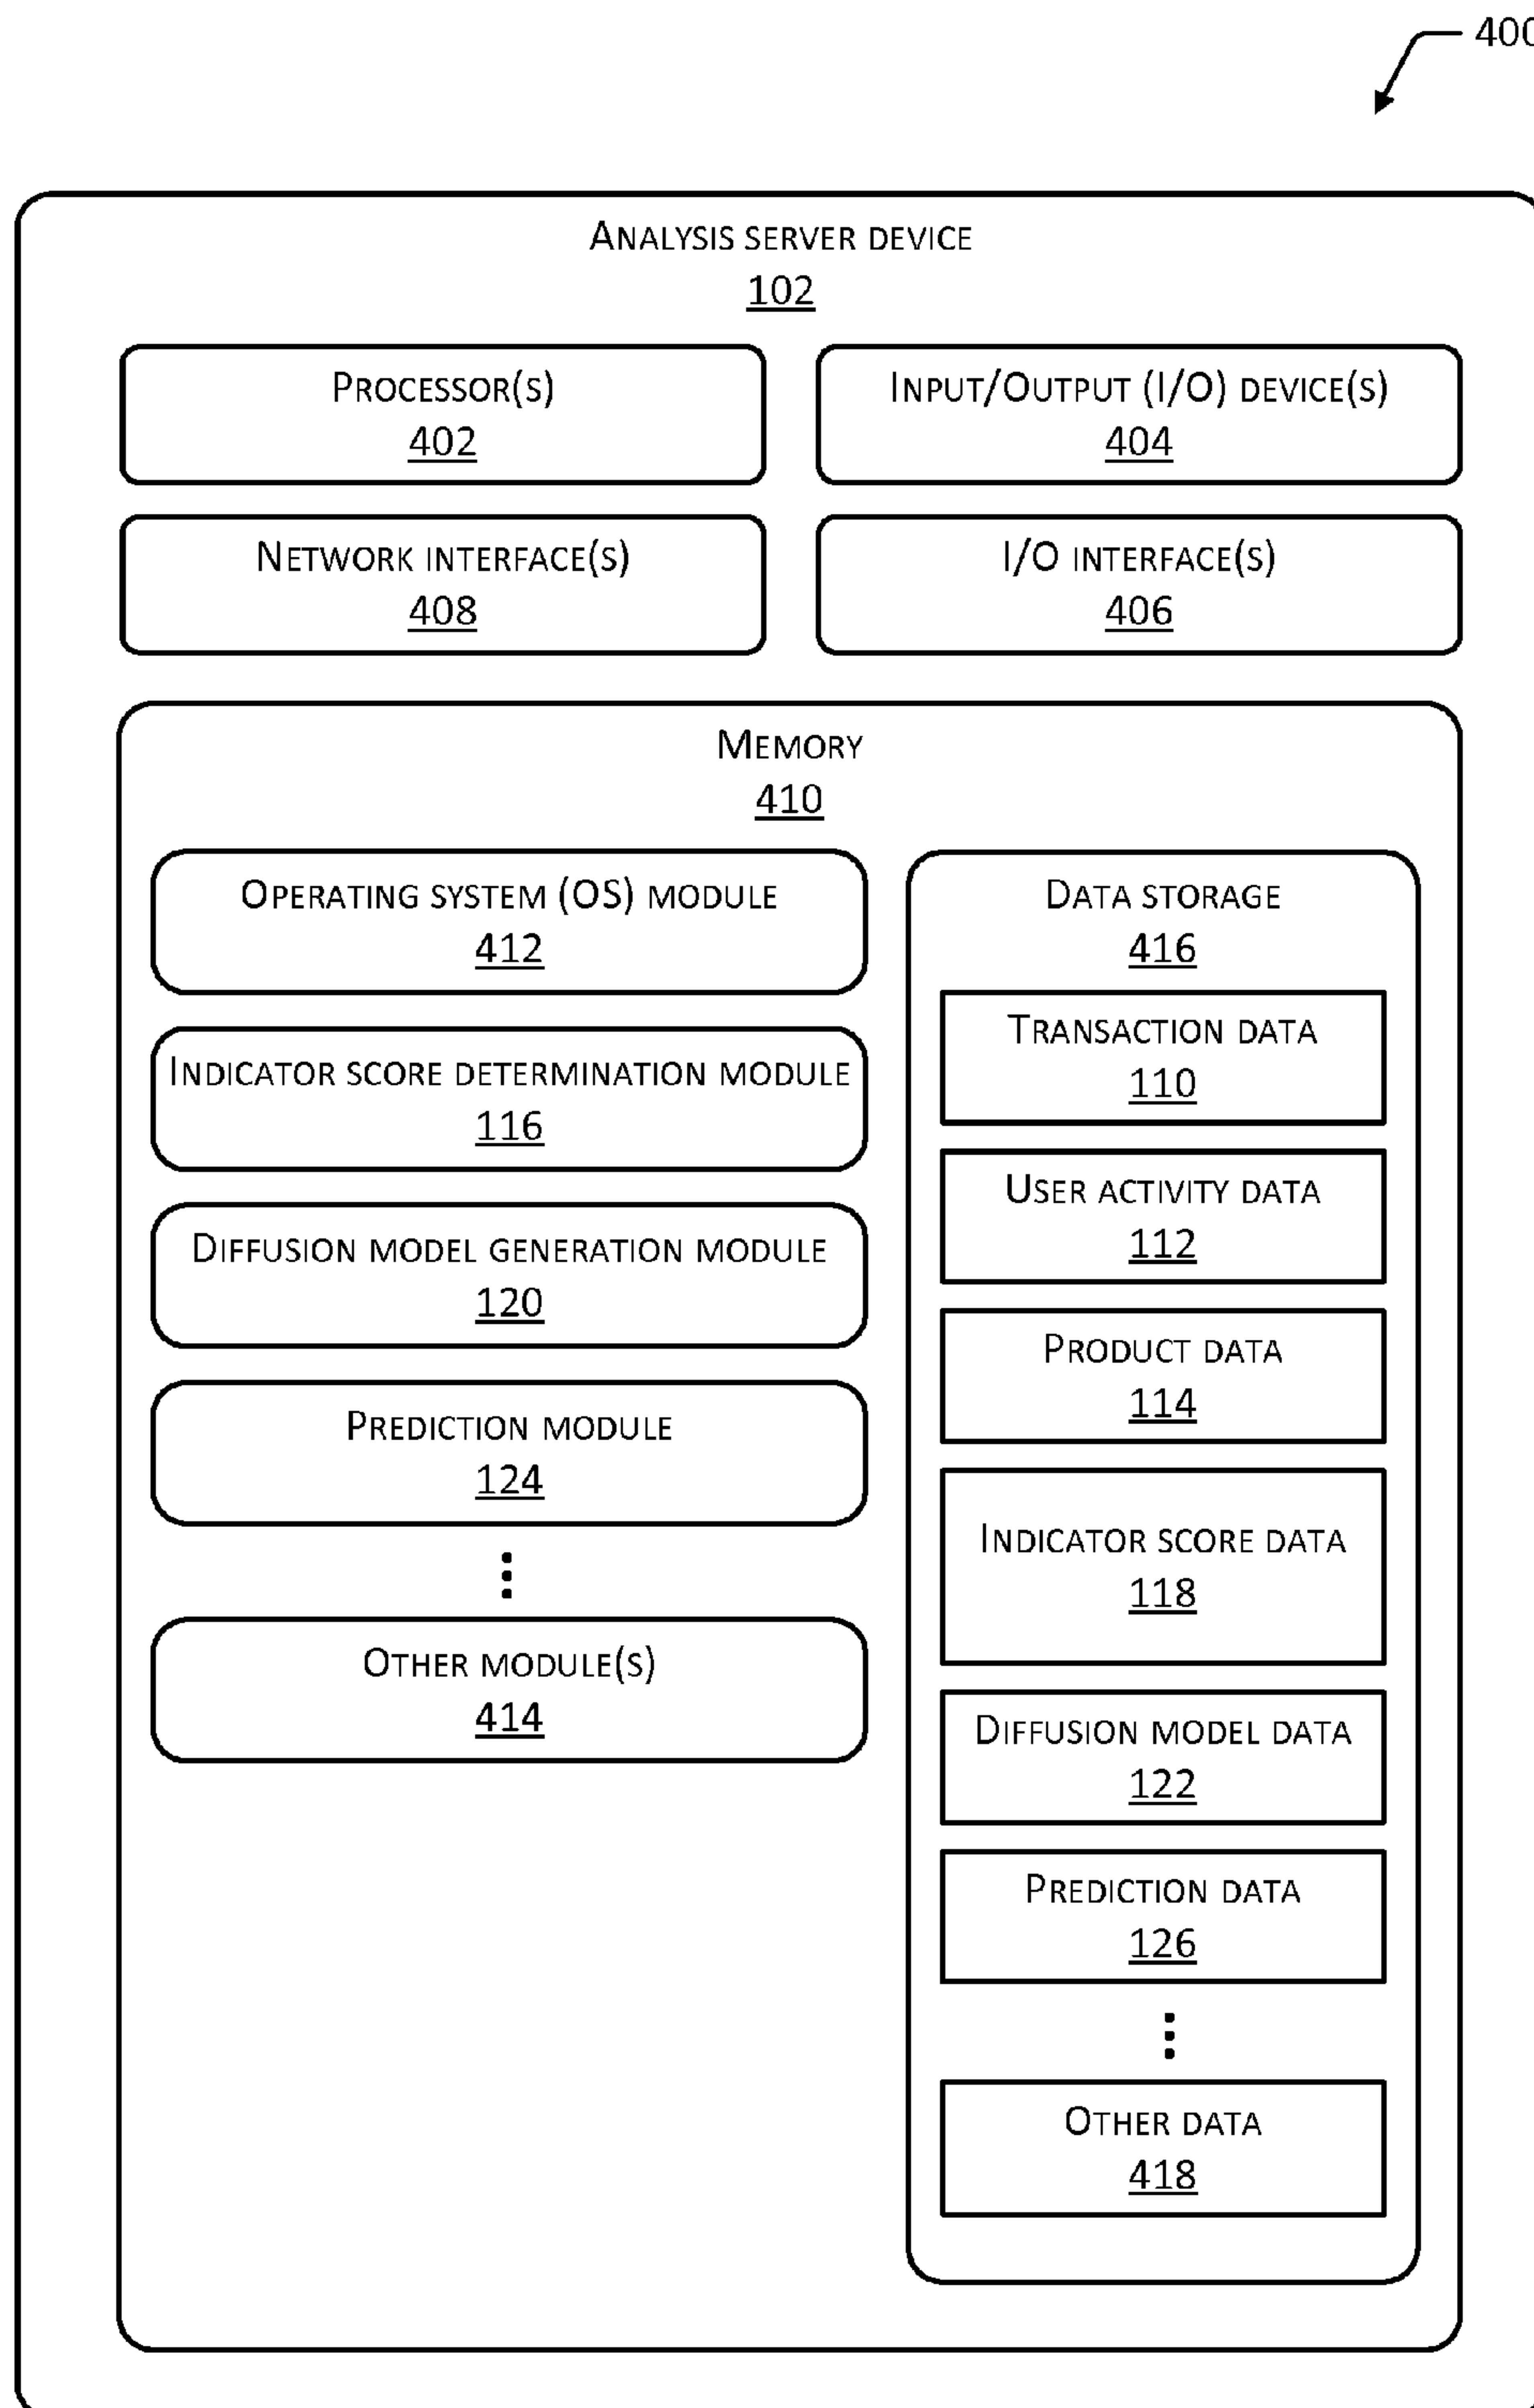 400
ANALYSIS SERVER DEVICE
102
PROCESSOR(S)
402
INPUT/OUTPUT (I/O) DEVICE(S)
404
NETWORK INTERFACE(S)
408
I/O INTERFACE(S)
406
MEMORY
410
OPERATING SYSTEM (OS) MODULE
412
INDICATOR SCORE DETERMINATION MODULE
116
DIFFUSION MODEL GENERATION MODULE
120
PREDICTION MODULE
124
OTHER MODULE(S)
414
DATA STORAGE
416
TRANSACTION DATA
110
USER ACTIVITY DATA
112
PRODUCT DATA
114
INDICATOR SCORE DATA
118
DIFFUSION MODEL DATA
122
PREDICTION DATA
126
OTHER DATA
418